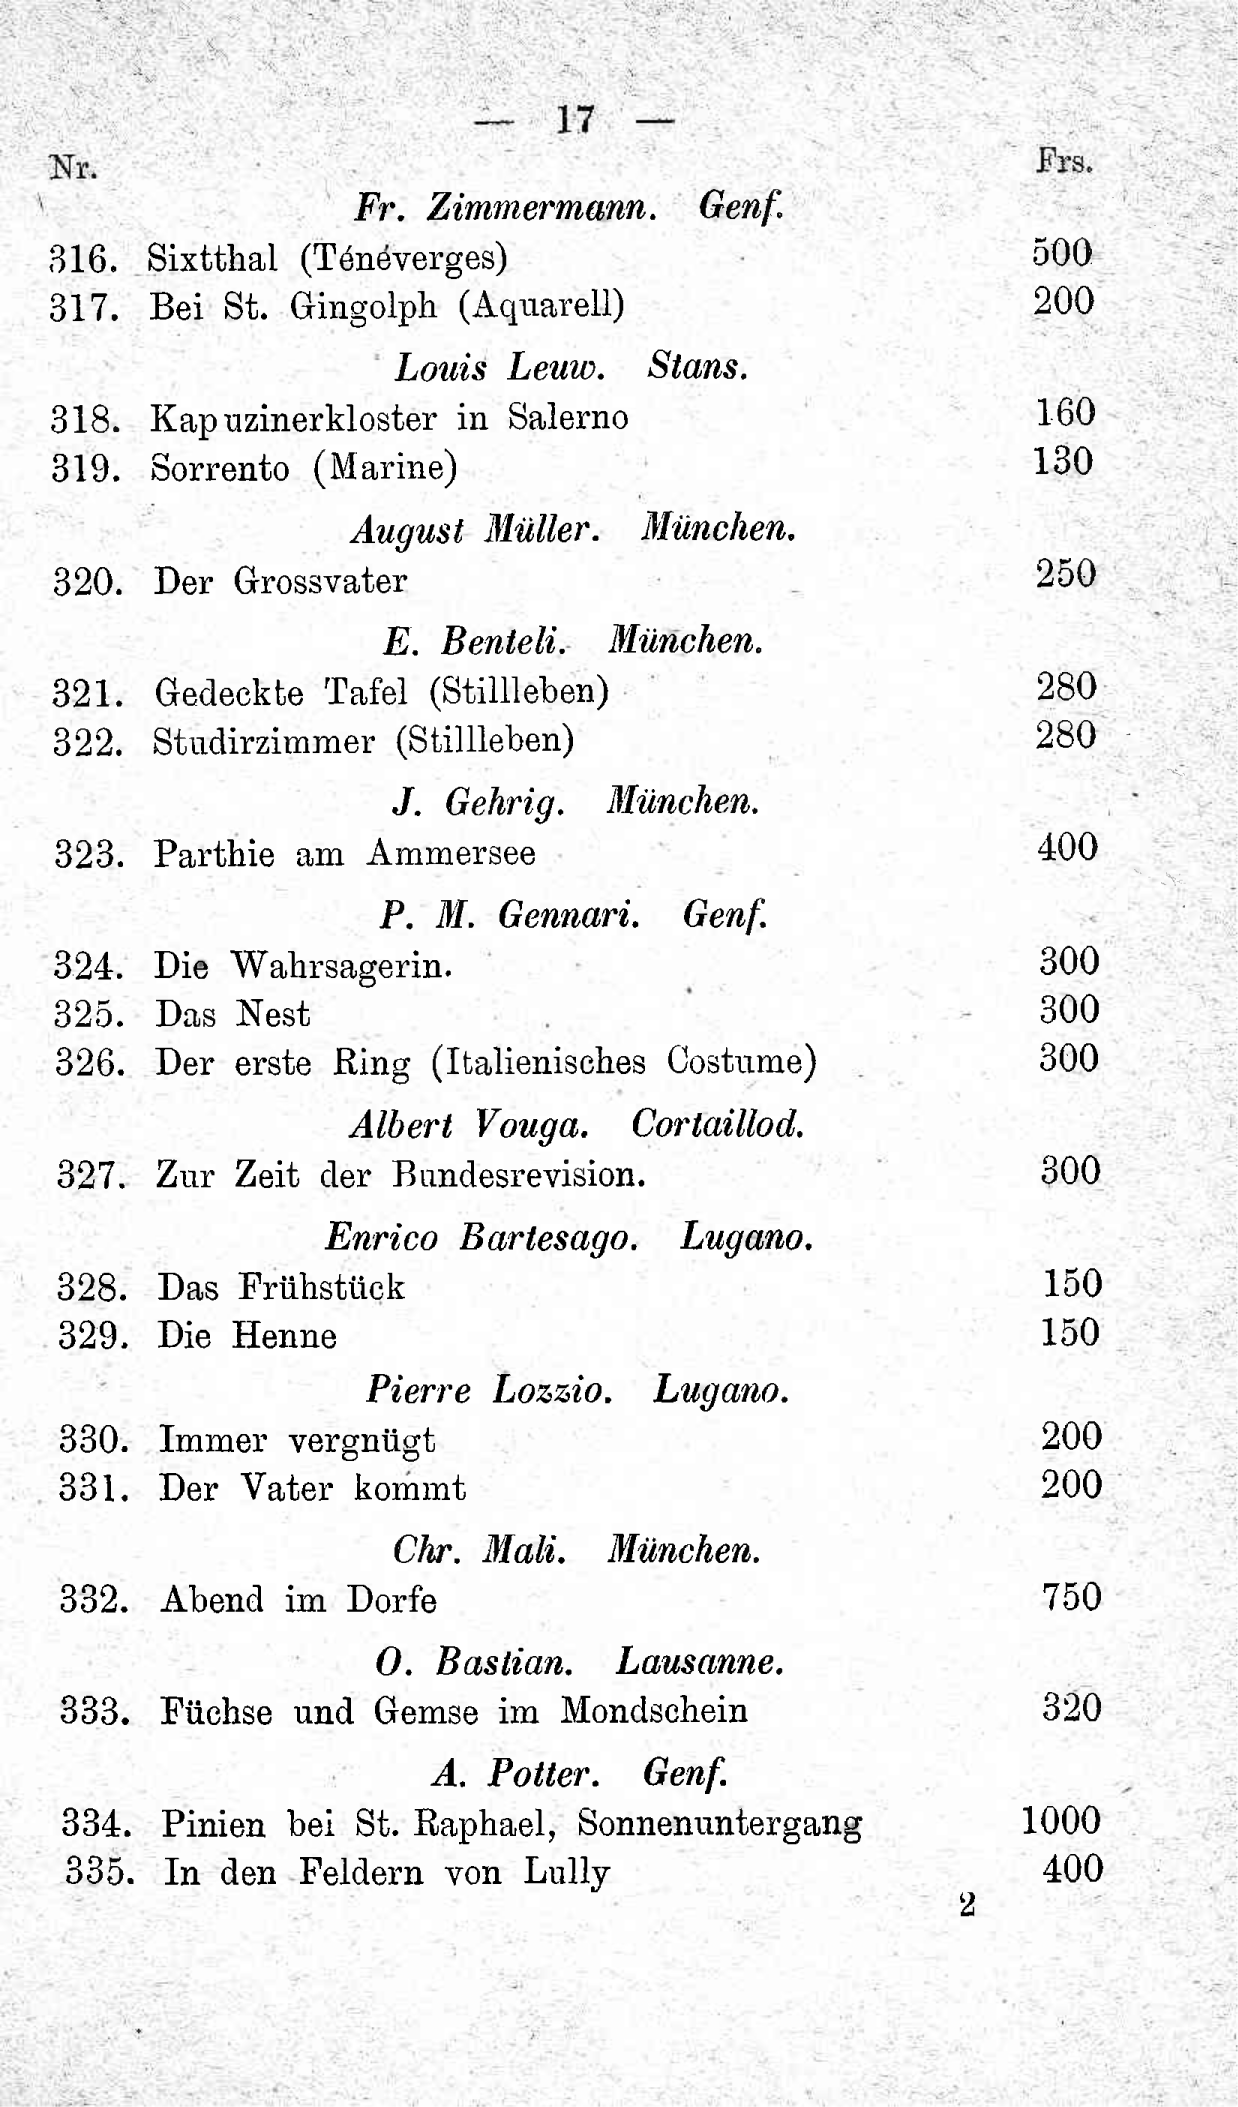 — 17 —
Nr. Frs.
Fr. Zimmermann. Genf.
316. Sixtthal (Ténéverges) 500
317. Bei St. Gingolph (Aquarell) 200
Louis Leuw. Stans.
318. Kapuzinerkloster in Salerno 160
319. Sorrento (Marine) 130
August Müller. München.
320. Der Grossvater 250
E. Benteli. München.
321. Gedeckte Tafel (Stillleben) 280
322. Studirzimmer (Stillleben) 280
J. Gehrig. München.
323. Parthie am Ammersee 400
P. M. Gennari. Genf.
324. Die Wahrsagerin. 300
325. Das Nest 300
326. Der erste Ring (Italienisches Costume) 300
Albert Vouga. Cortaillod.
327. Zur Zeit der Bundesrevision. 300
Enrico Bartesago. Lugano.
328. Das Frühstück 150
329. Die Henne 150
Pierre Lozzio. Lugano.
330. Immer vergnügt 200
331. Der Vater kommt 200
Chr. Mali. München.
332. Abend im Dorfe 750
O. Bastian. Lausanne.
333. Füchse und Gemse im Mondschein 320
A. Potter. Genf.
334. Pinien bei St. Raphael, Sonnenuntergang 1000
335. In den Feldern von Lully 400
2